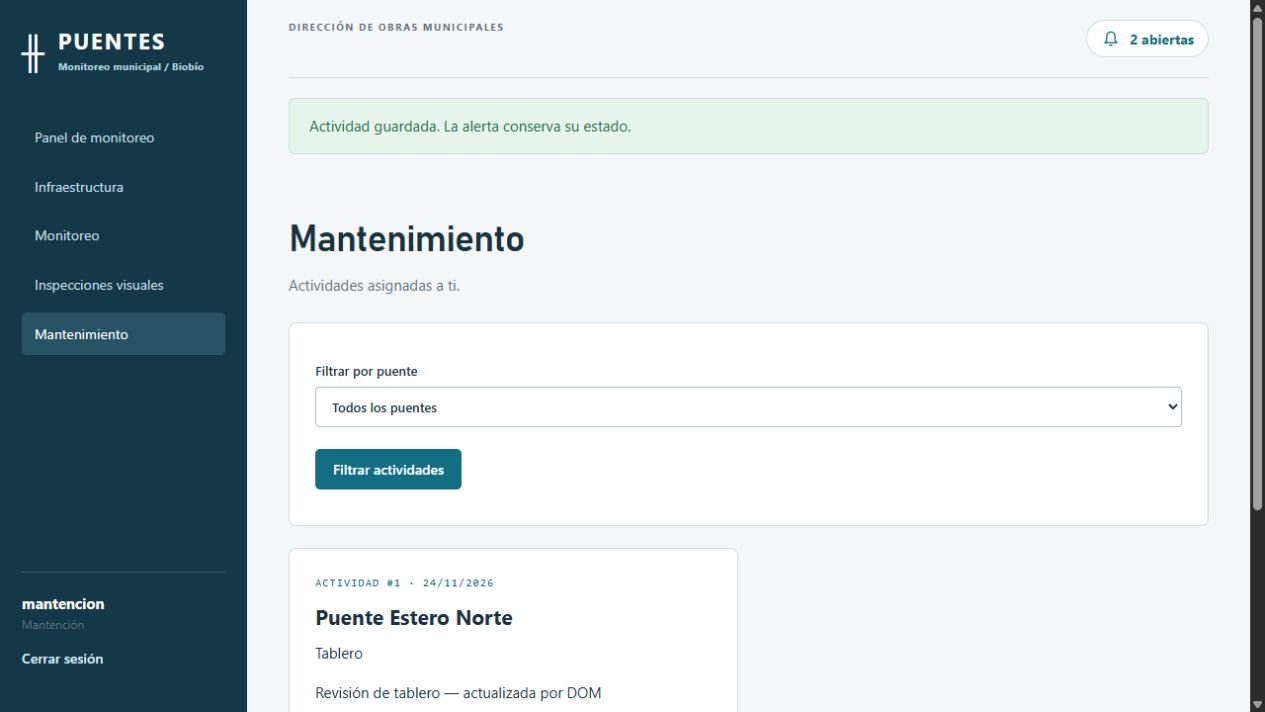 PUENTES
Monitoreo municipal / Biobío
Panel de monitoreo
Infraestructura
Monitoreo
Inspecciones visuales
Mantenimiento
mantencion
Mantención
Cerrar sesión
DIRECCIÓN DE OBRAS MUNICIPALES
2 abiertas
Actividad guardada. La alerta conserva su estado.
Mantenimiento
Actividades asignadas a ti.
Filtrar por puente
Todos los puentes
Filtrar actividades
ACTIVIDAD #1 · 24/11/2026
Puente Estero Norte
Tablero
Revisión de tablero — actualizada por DOM